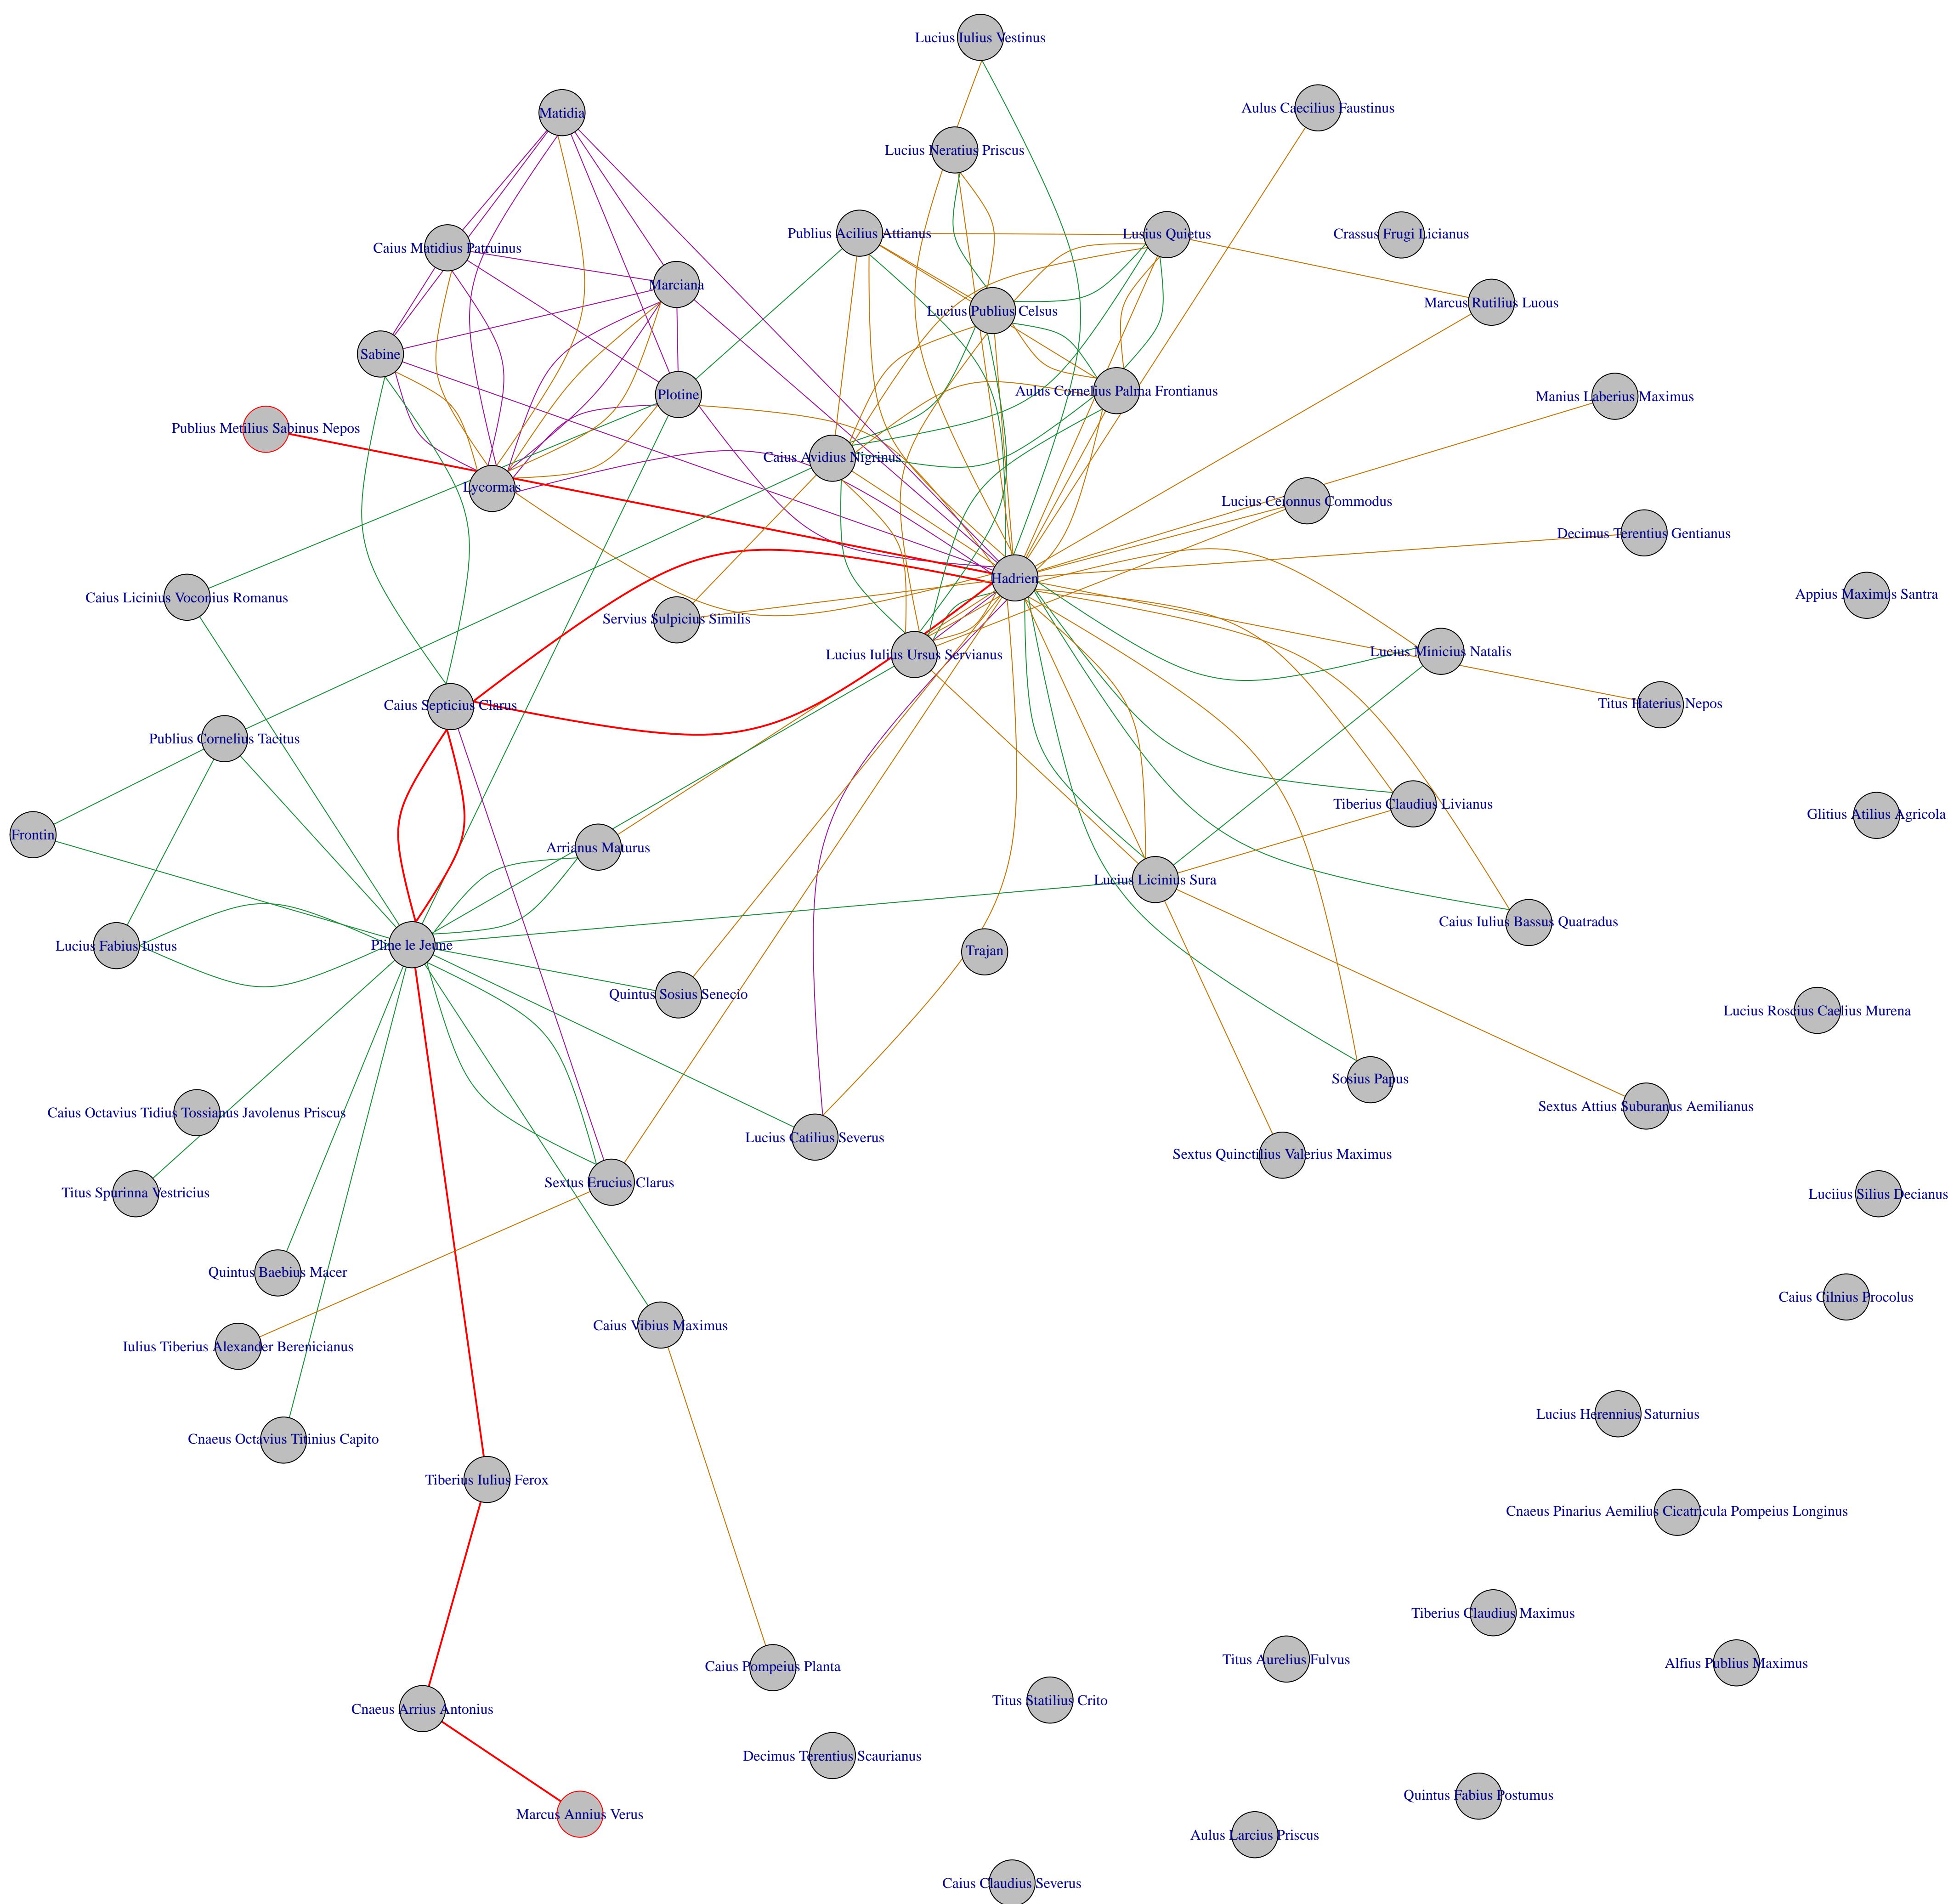 Lucius Iulius Vestinus
Aulus Caecilius Faustinus
Matidia
Lucius Neratius Priscus
Publius Acilius Attianus
Lusius Quietus
Crassus Frugi Licianus
Caius Matidius Patruinus
Marciana
Marcus Rutilius Luous
Lucius Publius Celsus
Sabine
Plotine
Aulus Cornelius Palma Frontianus
Manius Laberius Maximus
Publius Metilius Sabinus Nepos
Caius Avidius Nigrinus
Lycormas
Lucius Ceionnus Commodus
Decimus Terentius Gentianus
Hadrien
Appius Maximus Santra
Caius Licinius Voconius Romanus
Servius Sulpicius Similis
Lucius Iulius Ursus Servianus
Lucius Minicius Natalis
Caius Septicius Clarus
Titus Haterius Nepos
Publius Cornelius Tacitus
Tiberius Claudius Livianus
Glitius Atilius Agricola
Frontin
Arrianus Maturus
Lucius Licinius Sura
Caius Iulius Bassus Quatradus
Lucius Fabius Iustus
Pline le Jeune
Trajan
Quintus Sosius Senecio
Lucius Roscius Caelius Murena
Sosius Papus
Sextus Attius Suburanus Aemilianus
Caius Octavius Tidius Tossianus Javolenus Priscus
Lucius Catilius Severus
Sextus Quinctilius Valerius Maximus
Sextus Erucius Clarus
Titus Spurinna Vestricius
Luciius Silius Decianus
Quintus Baebius Macer
Caius Cilnius Procolus
Caius Vibius Maximus
Iulius Tiberius Alexander Berenicianus
Lucius Herennius Saturnius
Cnaeus Octavius Titinius Capito
Tiberius Iulius Ferox
Cnaeus Pinarius Aemilius Cicatricula Pompeius Longinus
Tiberius Claudius Maximus
Titus Aurelius Fulvus
Alfius Publius Maximus
Caius Pompeius Planta
Titus Statilius Crito
Cnaeus Arrius Antonius
Decimus Terentius Scaurianus
Quintus Fabius Postumus
Marcus Annius Verus
Aulus Larcius Priscus
Caius Claudius Severus